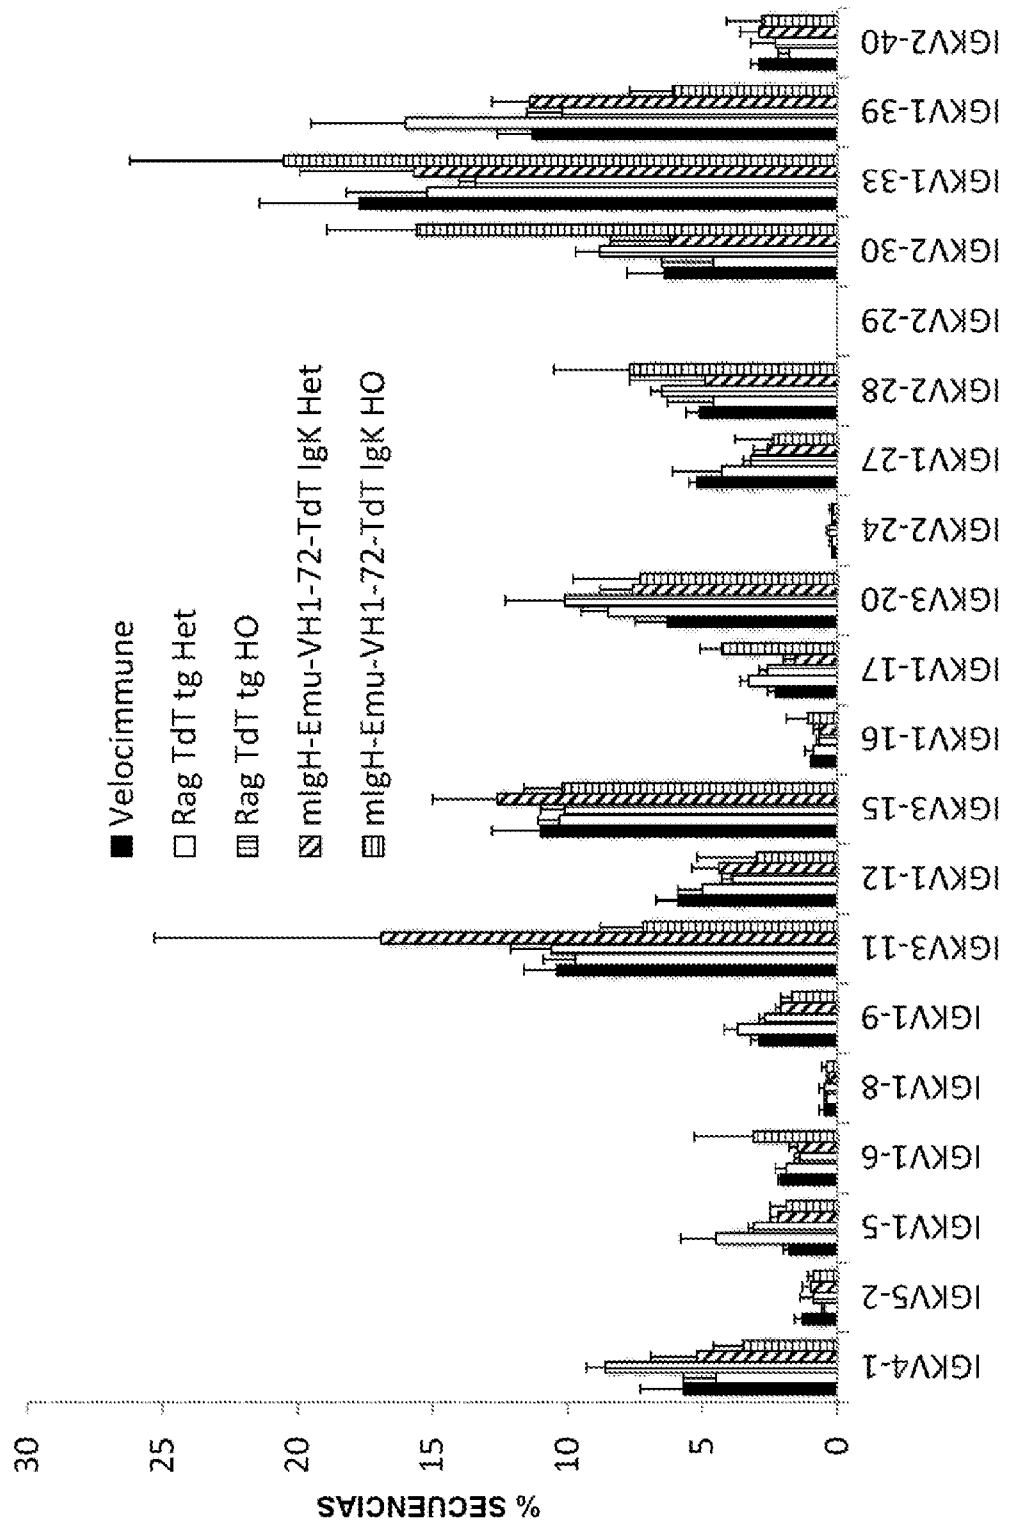 % SECUENCIAS
30
25
20
15
10
5
0
Velocimmune
Rag TdT tg Het
Rag TdT tg HO
mIgH-Emu-VH1-72-TdT IgK Het
mIgH-Emu-VH1-72-TdT IgK HO
IGKV4-1
IGKV5-2
IGKV1-5
IGKV1-6
IGKV1-8
IGKV1-9
IGKV3-11
IGKV1-12
IGKV3-15
IGKV1-16
IGKV1-17
IGKV3-20
IGKV2-24
IGKV1-27
IGKV2-28
IGKV2-29
IGKV2-30
IGKV1-33
IGKV1-39
IGKV2-40